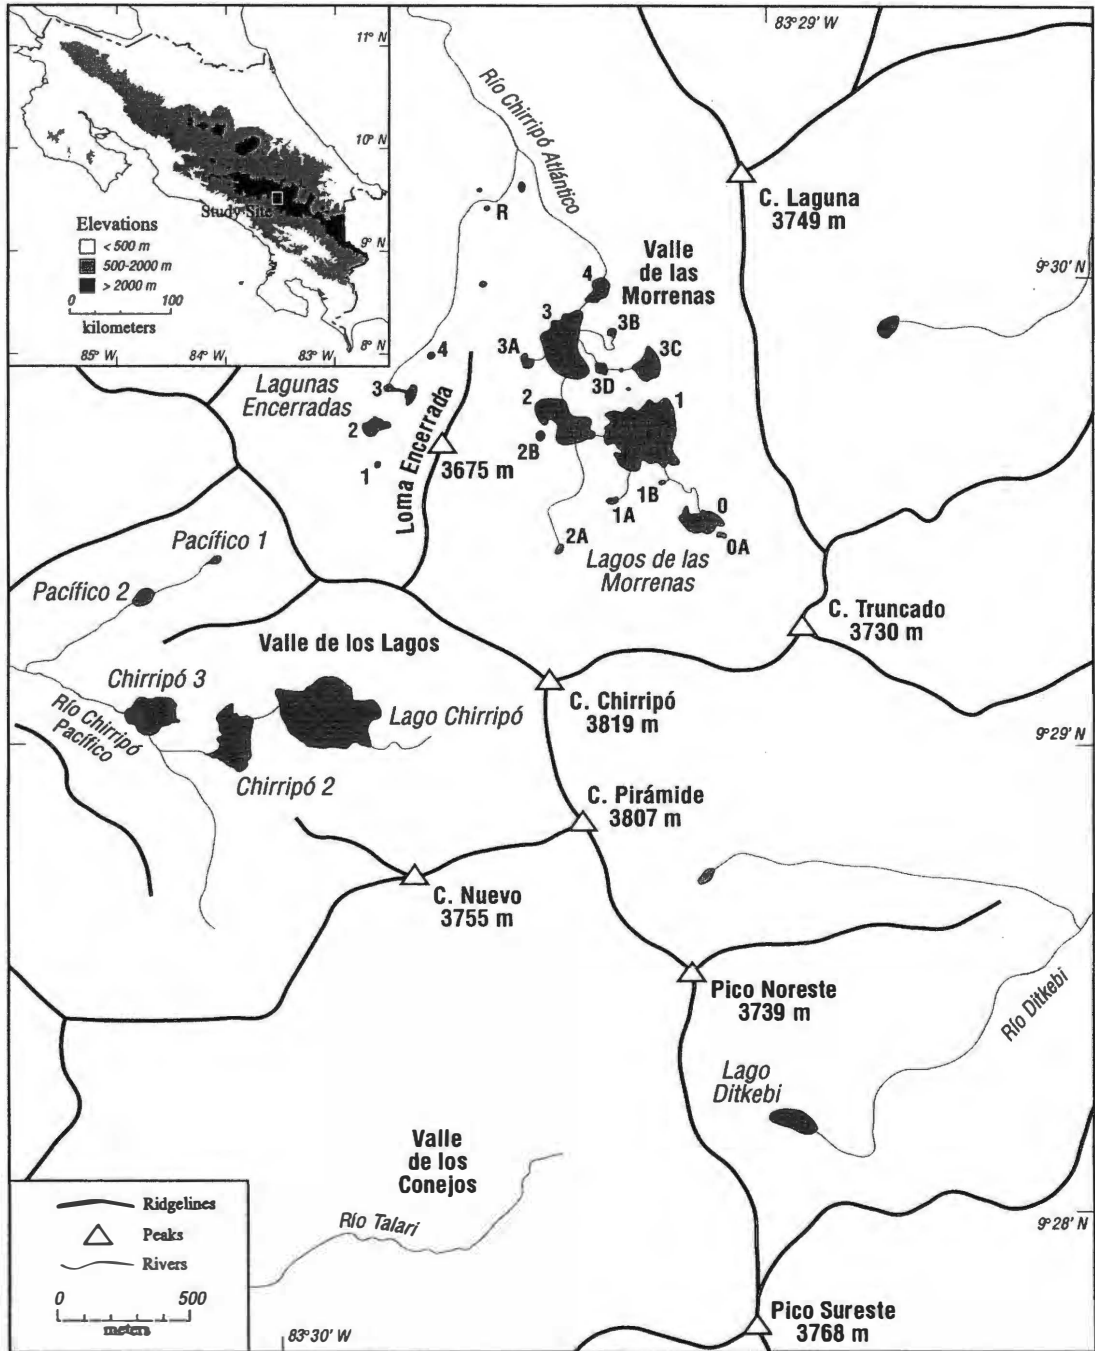 83°29' W
11° N
10° N
9° N
8° N
85° W
84° W
83° W
Study Site
Elevations
< 500 m
500-2000 m
> 2000 m
0 100
kilometers
Río Chirripó Atlántico
R
C. Laguna
3749 m
9°30' N
Valle
de las
Morrenas
4
3
3B
3A
3C
3D
2
1
2B
1B
1A
0
2A
0A
Lagos de las
Morrenas
4
Lagunas
Encerradas
3
2
1
Loma Encerrada
3675 m
Pacífico 1
Pacífico 2
C. Truncado
3730 m
Valle de los Lagos
Chirripó 3
Lago Chirripó
Río Chirripó
Pacífico
Chirripó 2
C. Chirripó
3819 m
9°29' N
C. Pirámide
3807 m
C. Nuevo
3755 m
Pico Noreste
3739 m
Río Ditkebi
Lago
Ditkebi
Valle
de los
Conejos
Río Talari
9°28' N
Ridgelines
Peaks
Rivers
0 500
meters
83°30' W
Pico Sureste
3768 m